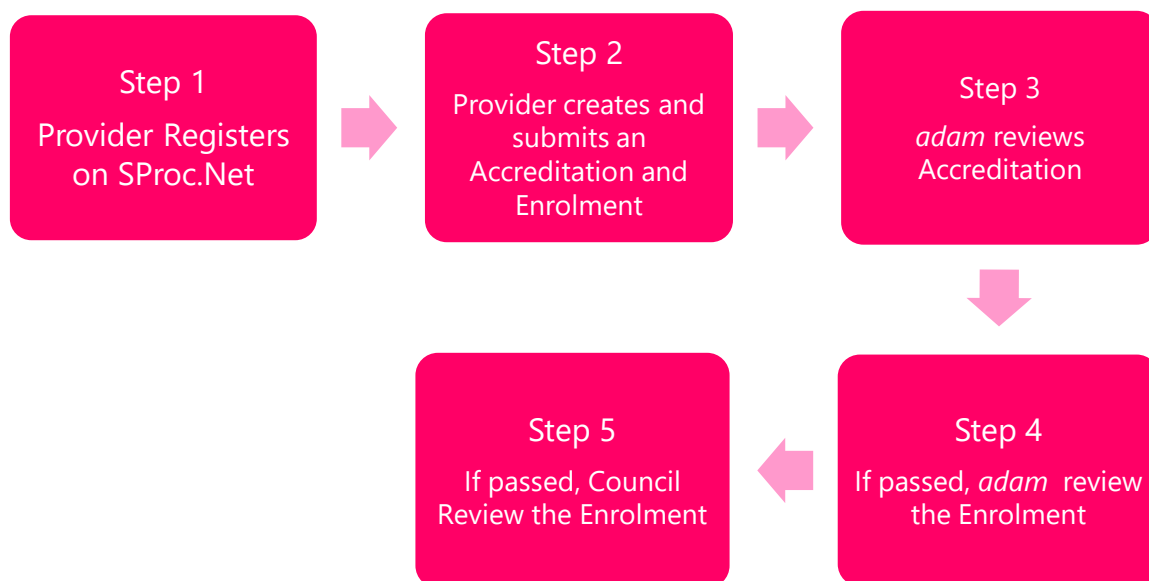 Step 1
Provider Registers
on SProc.Net
Step 2
Provider creates and
submits an
Accreditation and
Enrolment
Step 3
adam reviews
Accreditation
Step 4
If passed, adam review
the Enrolment
Step 5
If passed, Council
Review the Enrolment